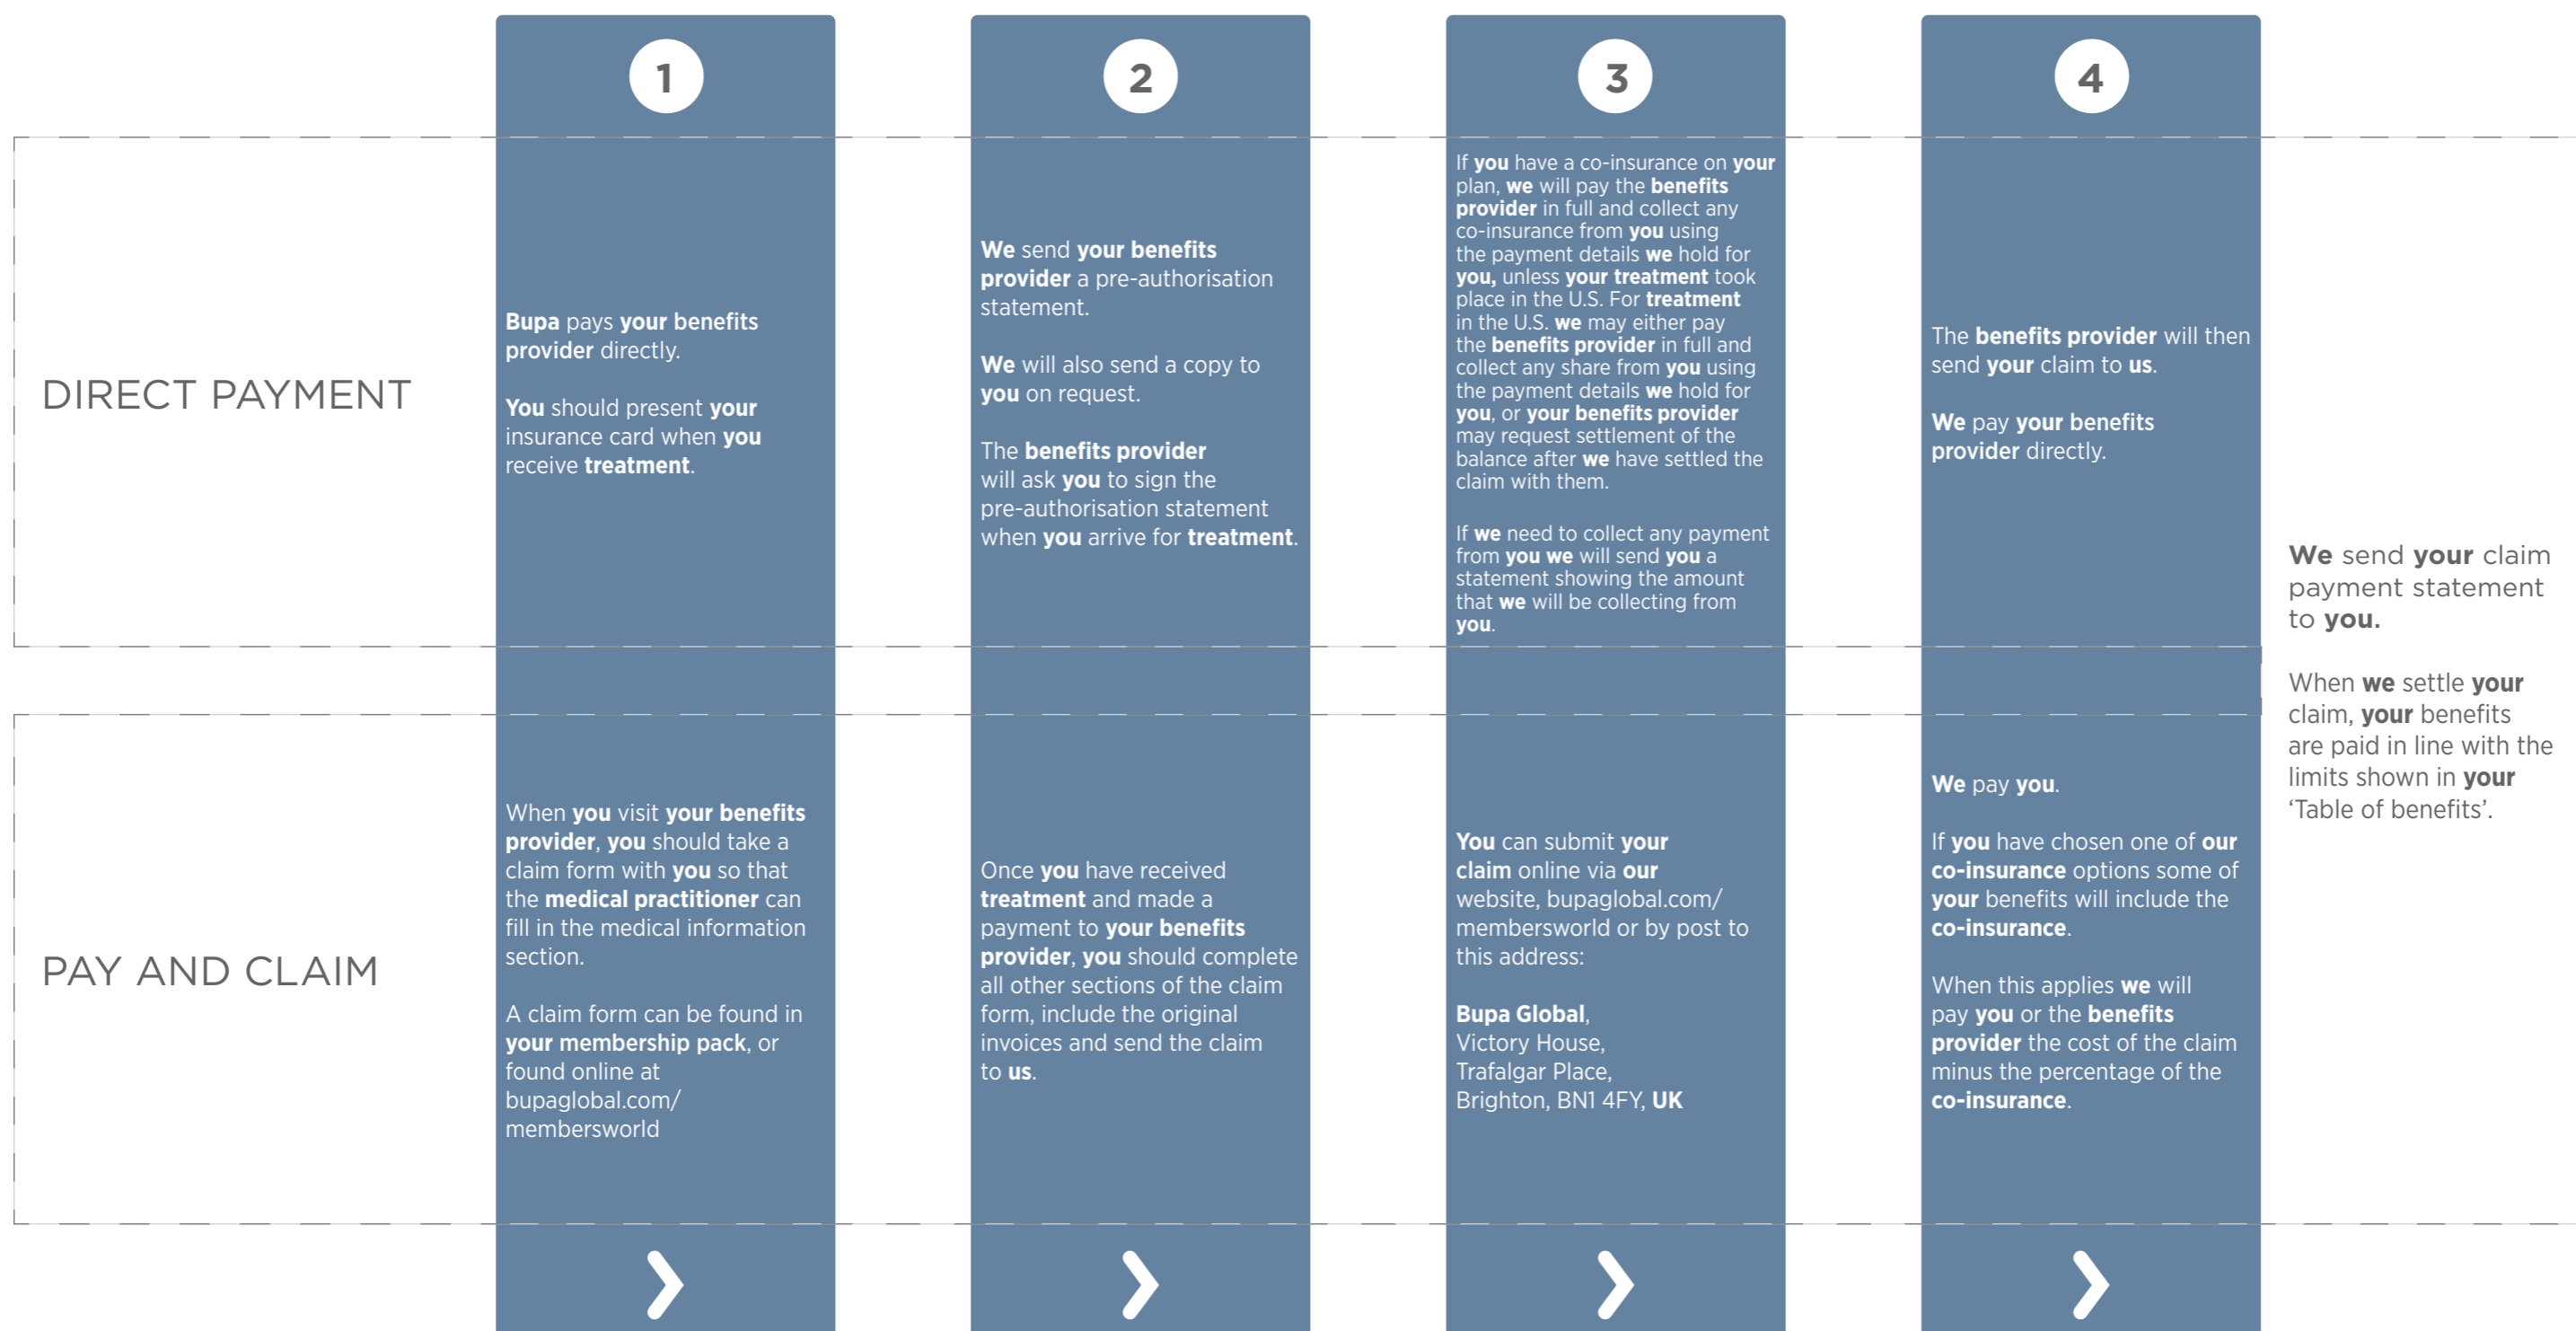 1
2
3
4
DIRECT PAYMENT
Bupa pays your benefits
provider directly.
You should present your
insurance card when you
receive treatment.
We send your benefits
provider a pre-authorisation
statement.
We will also send a copy to
you on request.
The benefits provider
will ask you to sign the
pre-authorisation statement
when you arrive for treatment.
If you have a co-insurance on your
plan, we will pay the benefits
provider in full and collect any
co-insurance from you using
the payment details we hold for
you, unless your treatment took
place in the U.S. For treatment
in the U.S. we may either pay
the benefits provider in full and
collect any share from you using
the payment details we hold for
you, or your benefits provider
may request settlement of the
balance after we have settled the
claim with them.
If we need to collect any payment
from you we will send you a
statement showing the amount
that we will be collecting from
you.
The benefits provider will then
send your claim to us.
We pay your benefits
provider directly.
PAY AND CLAIM
When you visit your benefits
provider, you should take a
claim form with you so that
the medical practitioner can
fill in the medical information
section.
A claim form can be found in
your membership pack, or
found online at
bupaglobal.com/
membersworld
Once you have received
treatment and made a
payment to your benefits
provider, you should complete
all other sections of the claim
form, include the original
invoices and send the claim
to us.
You can submit your
claim online via our
website, bupaglobal.com/
membersworld or by post to
this address:
Bupa Global,
Victory House,
Trafalgar Place,
Brighton, BN1 4FY, UK
We pay you.
If you have chosen one of our
co-insurance options some of
your benefits will include the
co-insurance.
When this applies we will
pay you or the benefits
provider the cost of the claim
minus the percentage of the
co-insurance.
We send your claim
payment statement
to you.
When we settle your
claim, your benefits
are paid in line with the
limits shown in your
‘Table of benefits’.